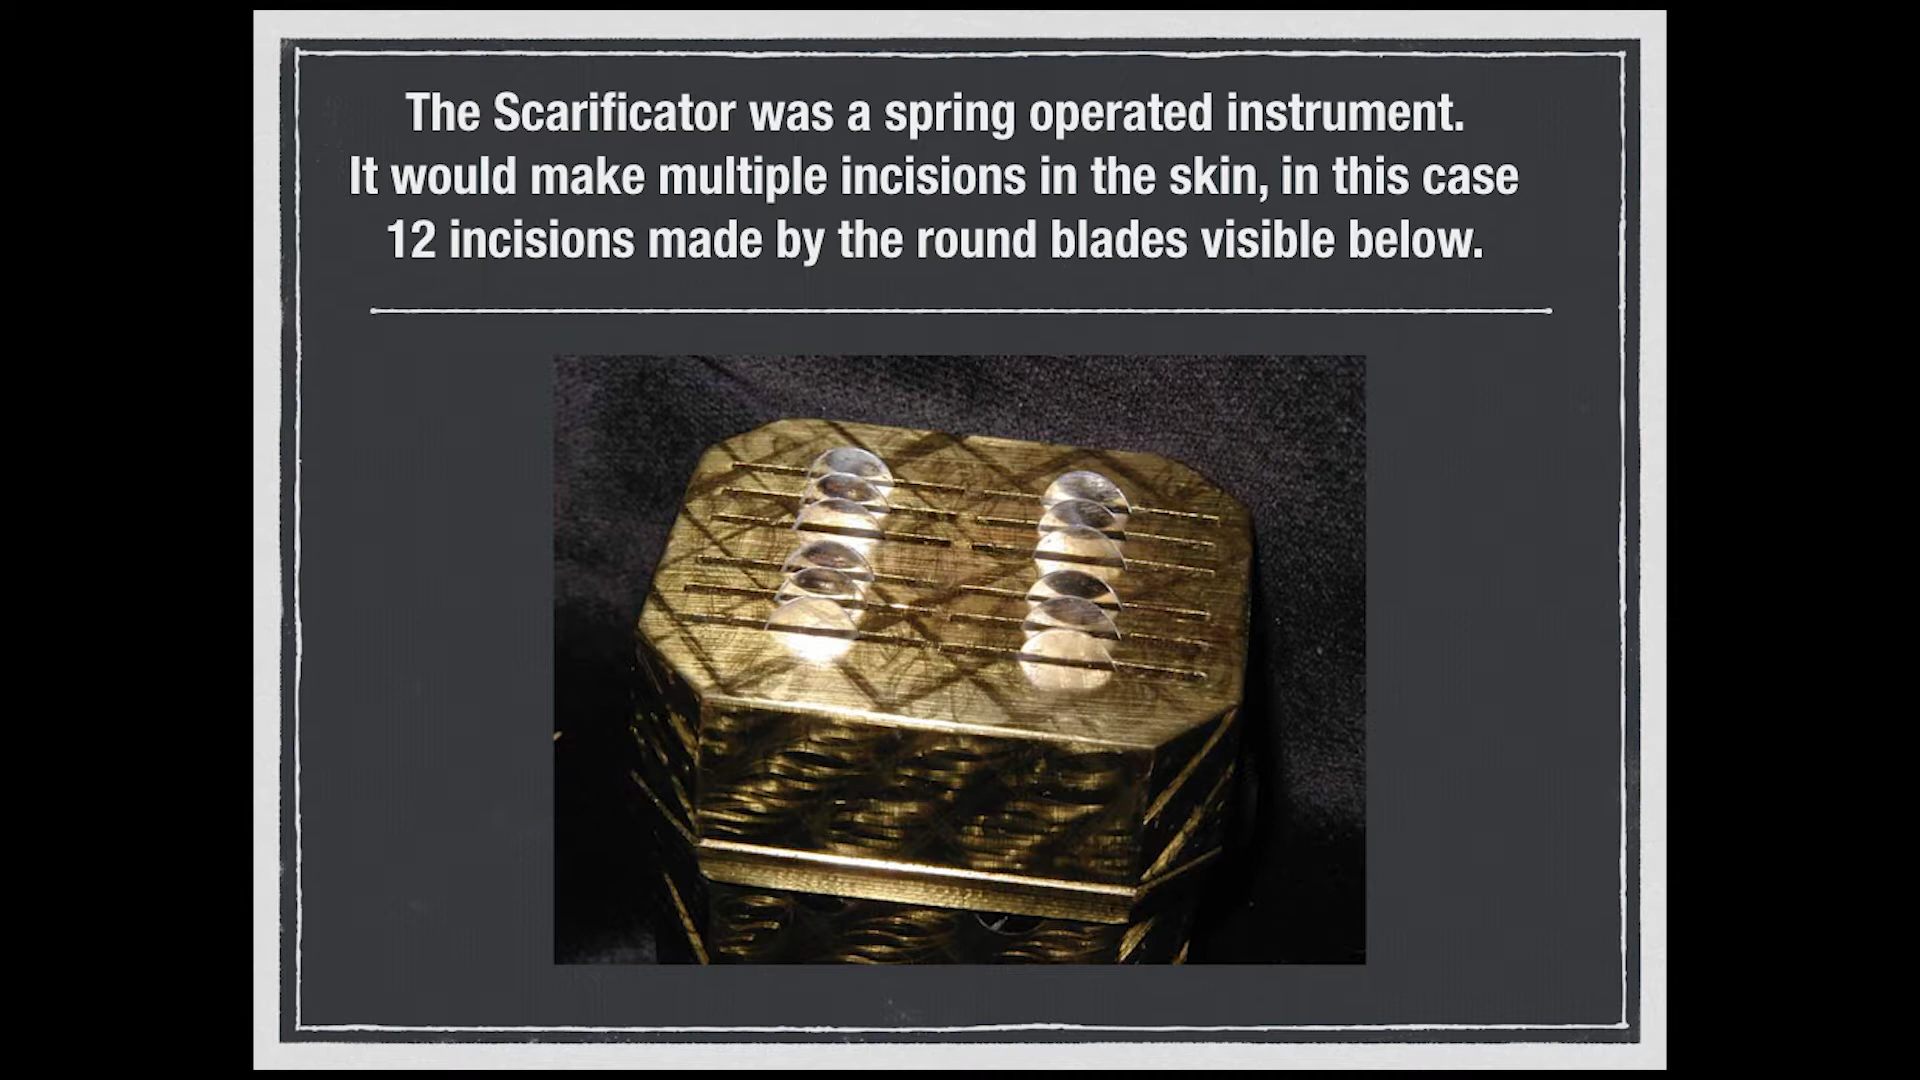 The Scarificator was a spring operated instrument.
It would make multiple incisions in the skin, in this case
12 incisions made by the round blades visible below.